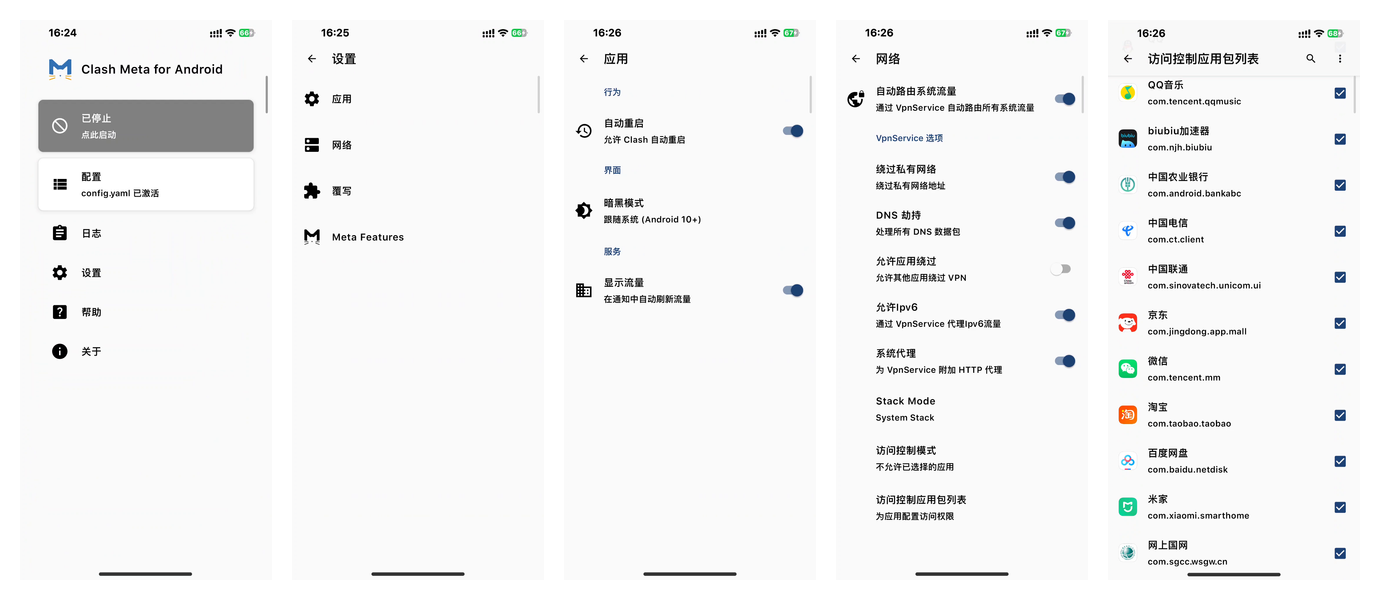 16:24
66
Clash Meta for Android
已停止
点此启动
配置
config.yaml 已激活
日志
设置
帮助
关于
16:25
66
设置
应用
网络
覆写
Meta Features
16:26
67
应用
行为
自动重启
允许 Clash 自动重启
界面
暗黑模式
跟随系统 (Android 10+)
服务
显示流量
在通知中自动刷新流量
16:26
67
网络
自动路由系统流量
通过 VpnService 自动路由所有系统流量
VpnService 选项
绕过私有网络
绕过私有网络地址
DNS 劫持
处理所有 DNS 数据包
允许应用绕过
允许其他应用绕过 VPN
允许Ipv6
通过 VpnService 代理Ipv6流量
系统代理
为 VpnService 附加 HTTP 代理
Stack Mode
System Stack
访问控制模式
不允许已选择的应用
访问控制应用包列表
为应用配置访问权限
16:26
68
访问控制应用包列表
QQ音乐
com.tencent.qqmusic
biubiu加速器
com.njh.biubiu
中国农业银行
com.android.bankabc
中国电信
com.ct.client
中国联通
com.sinovatech.unicom.ui
京东
com.jingdong.app.mall
微信
com.tencent.mm
淘宝
com.taobao.taobao
百度网盘
com.baidu.netdisk
米家
com.xiaomi.smarthome
网上国网
com.sgcc.wsgw.cn